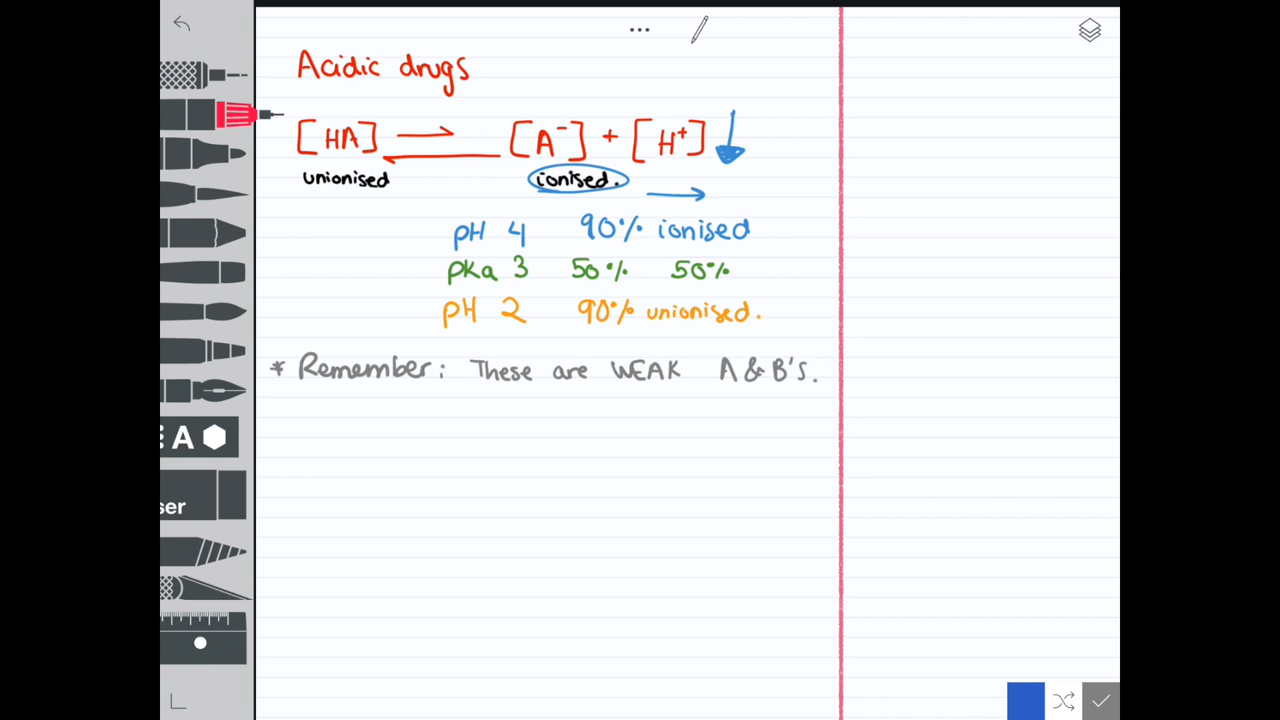 Acidic drugs
[HA] ⇌ [A⁻] + [H⁺] ↓
unionised ionised. →
pH 4 90% ionised
pKa 3 50% 50%
pH 2 90% unionised.
* Remember: These are WEAK A & B's.
A
ser